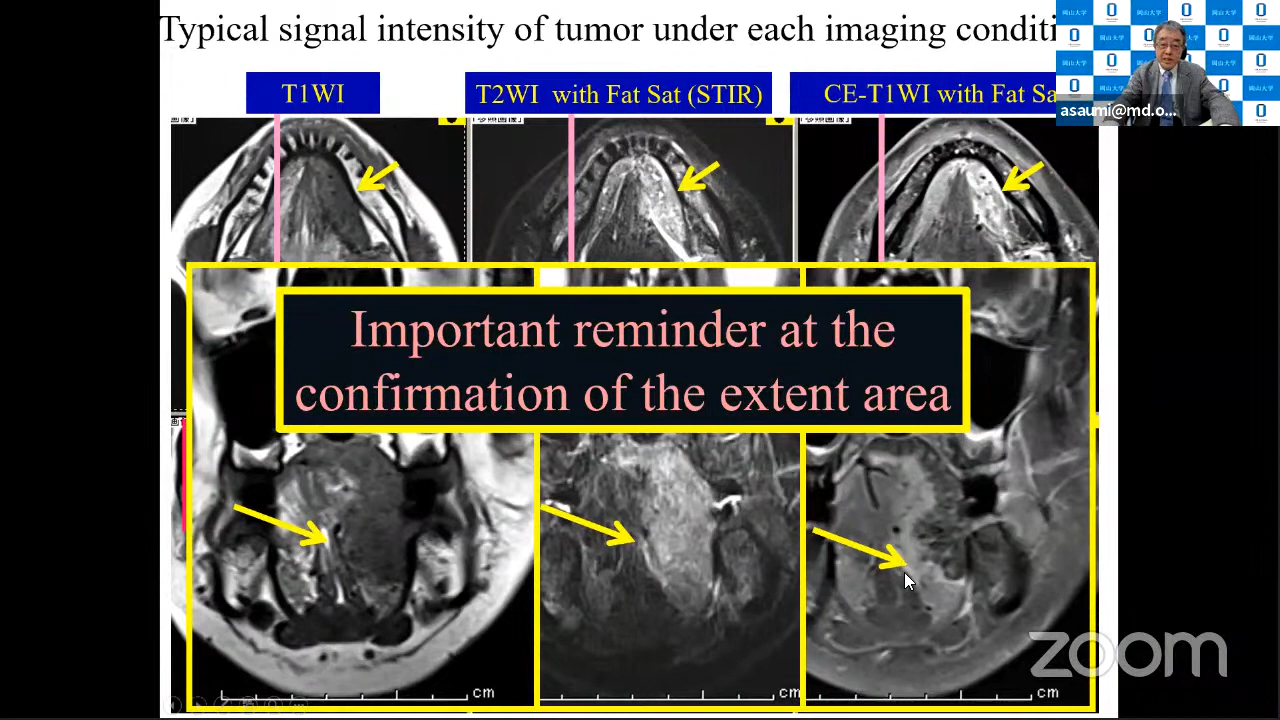 Typical signal intensity of tumor under each imaging conditi
T1WI
T2WI with Fat Sat (STIR)
CE-T1WI with Fat Sa
asaumi@md.o...
Important reminder at the
confirmation of the extent area
cm
cm
cm
zoom